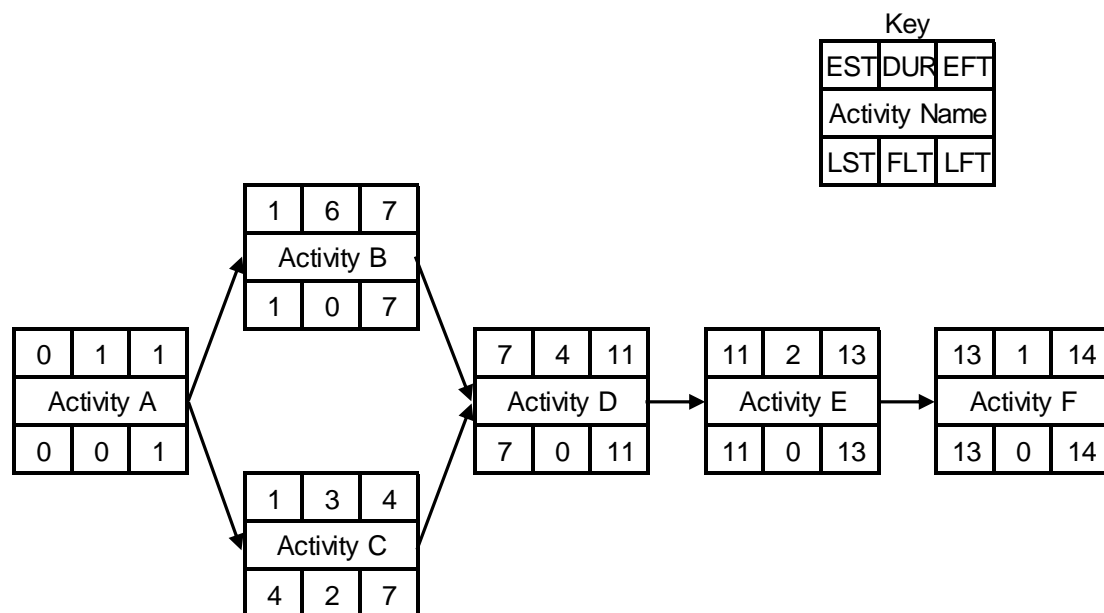 Key
EST DUR EFT
Activity Name
LST FLT LFT
1 6 7
Activity B
1 0 7
0 1 1
Activity A
0 0 1
7 4 11
Activity D
7 0 11
11 2 13
Activity E
11 0 13
13 1 14
Activity F
13 0 14
1 3 4
Activity C
4 2 7